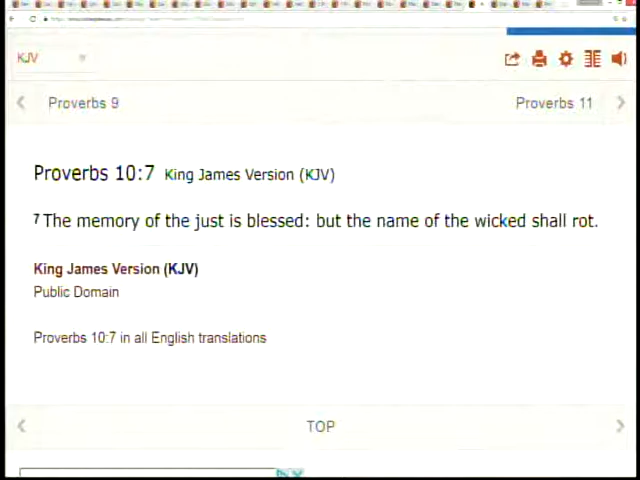 KJV
Proverbs 9
Proverbs 11
Proverbs 10:7 King James Version (KJV)
7 The memory of the just is blessed: but the name of the wicked shall rot.
King James Version (KJV)
Public Domain
Proverbs 10:7 in all English translations
TOP